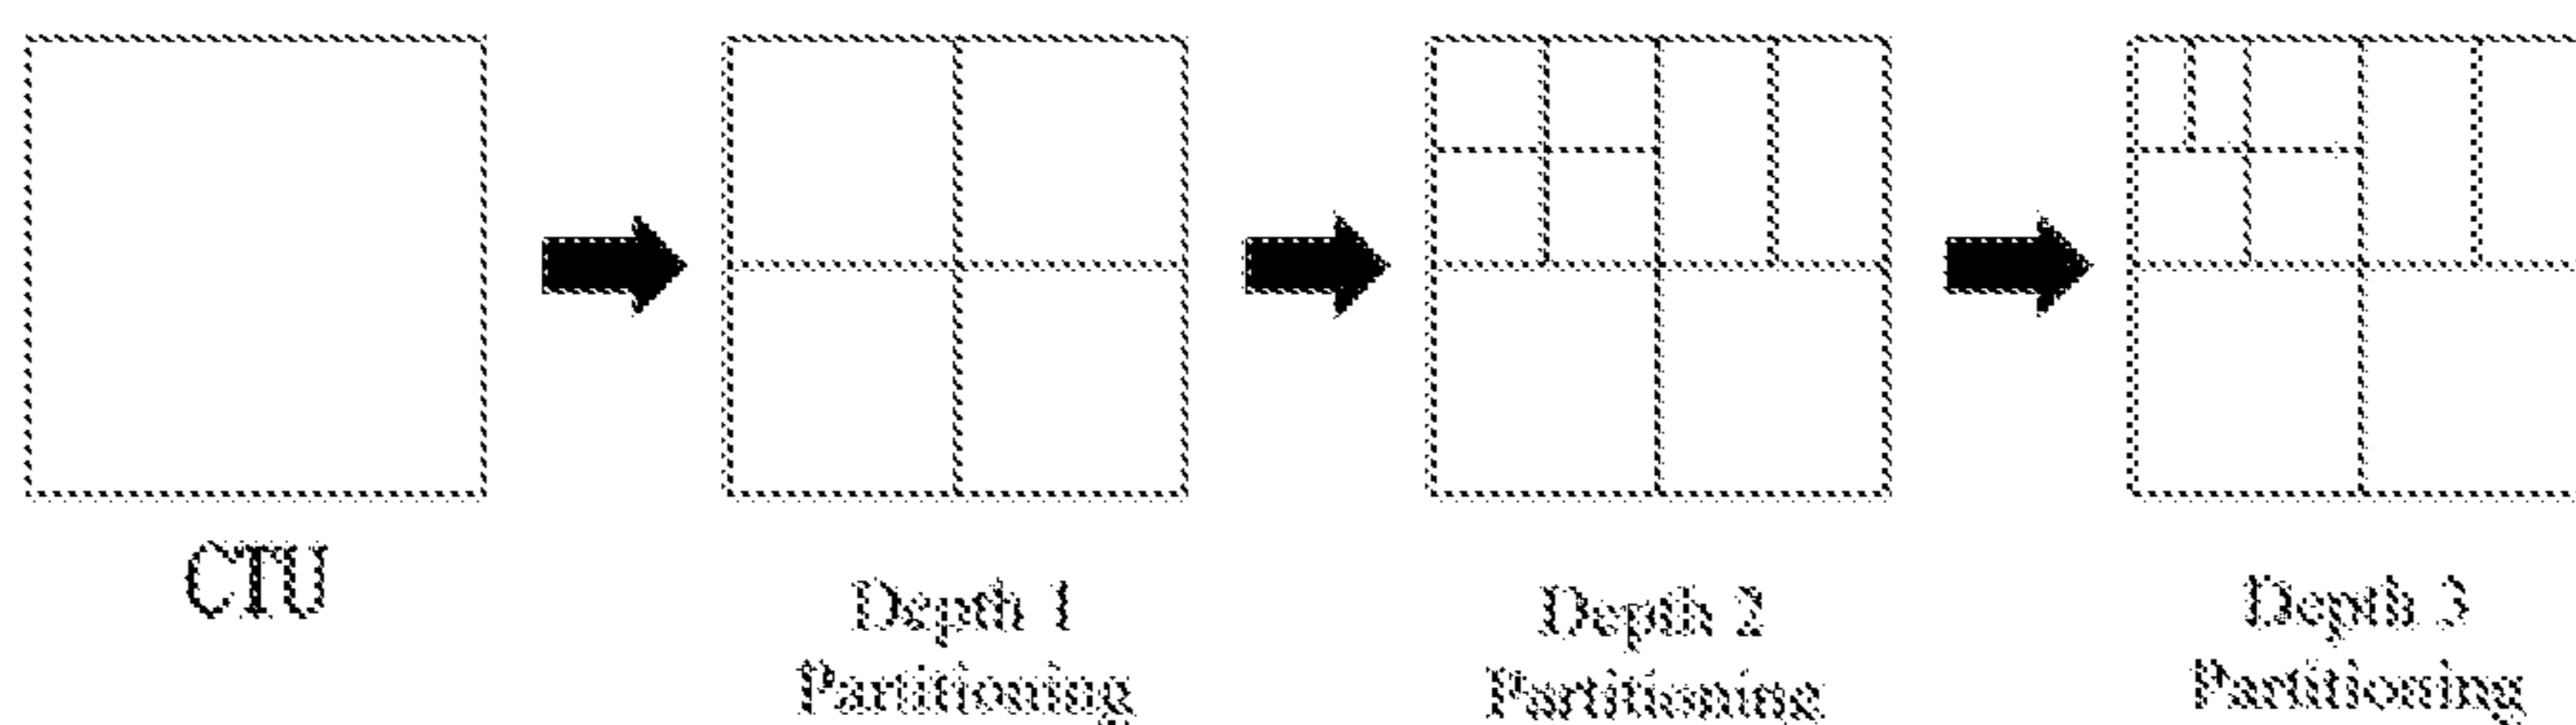 CTU
Depth 1
Partitioning
Depth 2
Partitioning
Depth 3
Partitioning